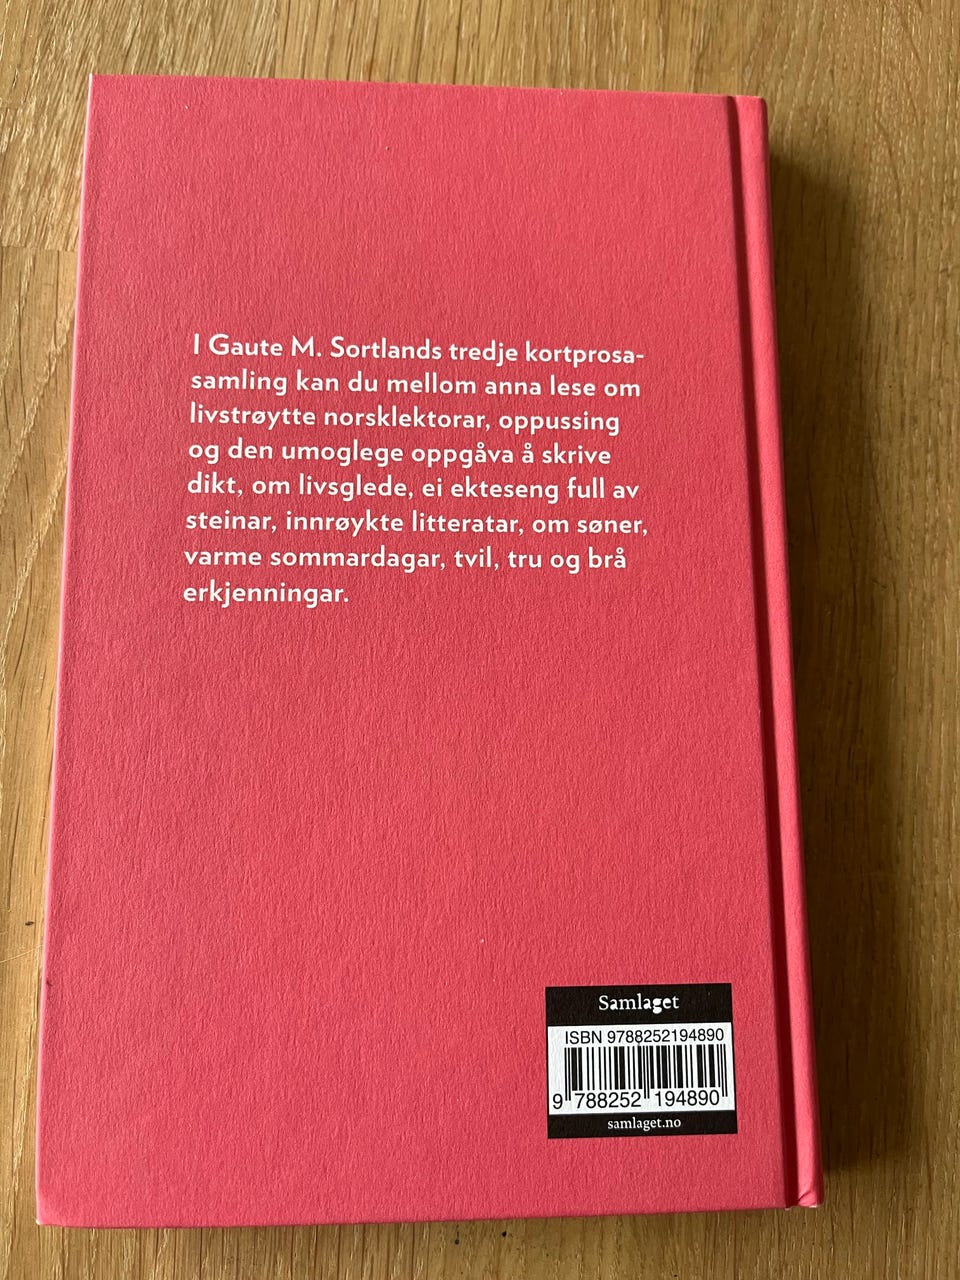 I Gaute M. Sortlands tredje kortprosa-
samling kan du mellom anna lese om
livstrøytte norsklektorar, oppussing
og den umoglege oppgåva å skrive
dikt, om livsglede, ei ekteseng full av
steinar, innrøykte litteratar, om søner,
varme sommardagar, tvil, tru og brå
erkjenningar.
Samlaget
ISBN 9788252194890
9 788252 194890
samlaget.no